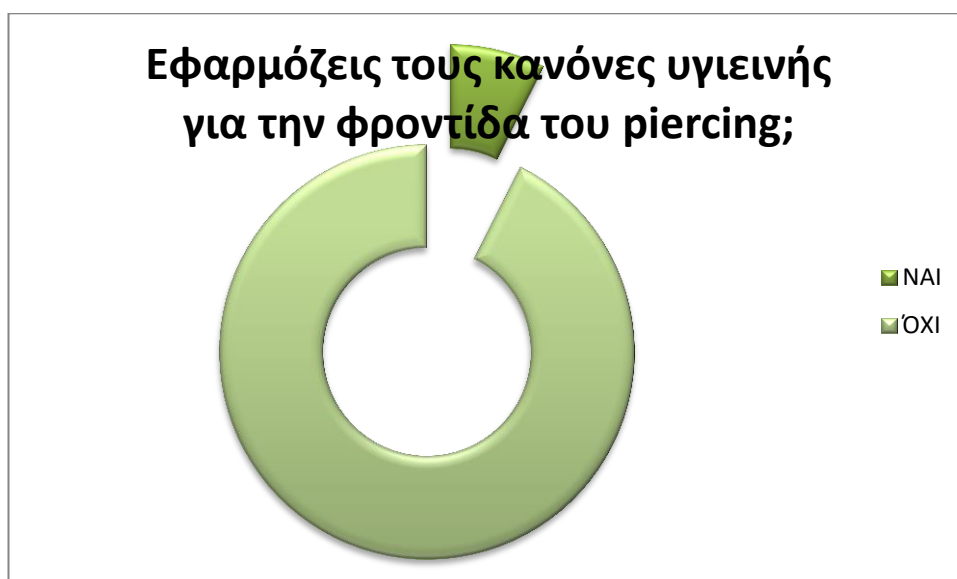 Εφαρμόζεις τους κανόνες υγιεινής
για την φροντίδα του piercing;
ΝΑΙ
ΌΧΙ